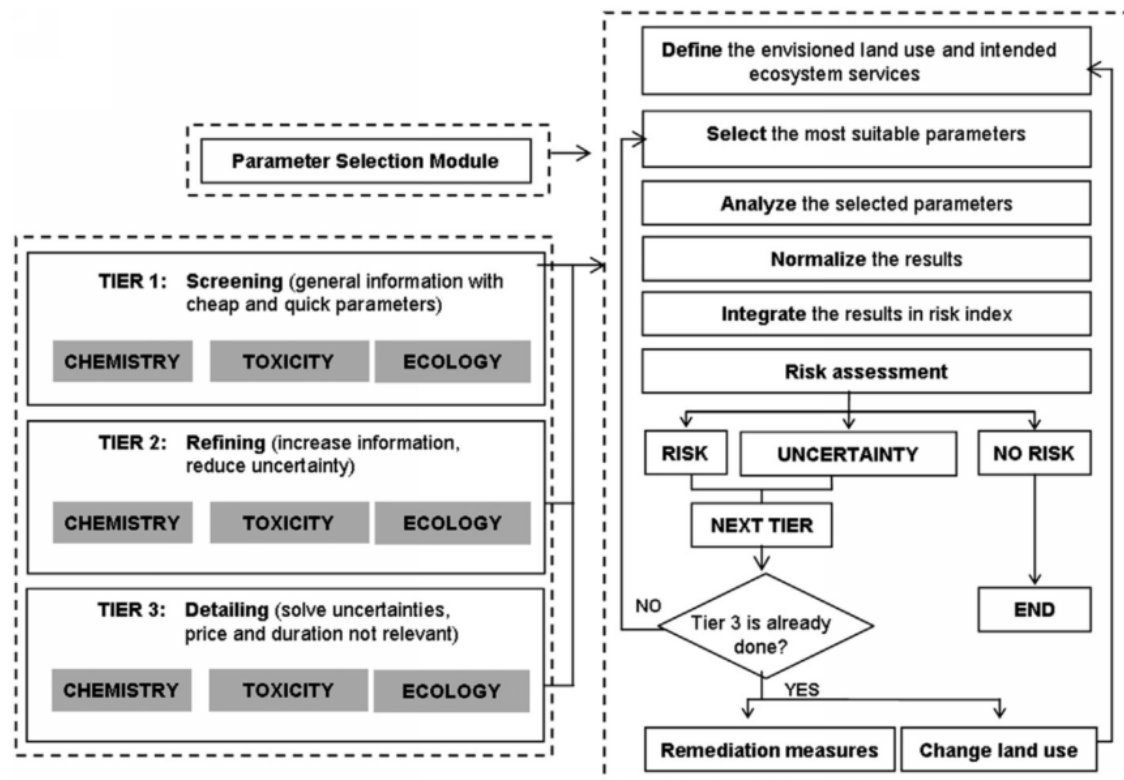 Parameter Selection Module
TIER 1: Screening (general information with
cheap and quick parameters)
CHEMISTRY TOXICITY ECOLOGY
TIER 2: Refining (increase information,
reduce uncertainty)
CHEMISTRY TOXICITY ECOLOGY
TIER 3: Detailing (solve uncertainties,
price and duration not relevant)
CHEMISTRY TOXICITY ECOLOGY
Define the envisioned land use and intended
ecosystem services
Select the most suitable parameters
Analyze the selected parameters
Normalize the results
Integrate the results in risk index
Risk assessment
RISK UNCERTAINTY NO RISK
NEXT TIER
END
NO
Tier 3 is already
done?
YES
Remediation measures Change land use